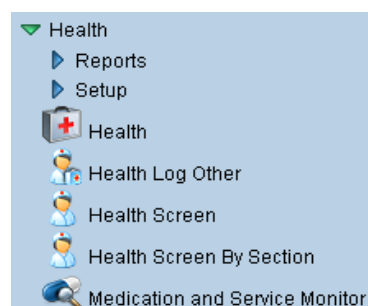 Health
Reports
Setup
Health
Health Log Other
Health Screen
Health Screen By Section
Medication and Service Monitor